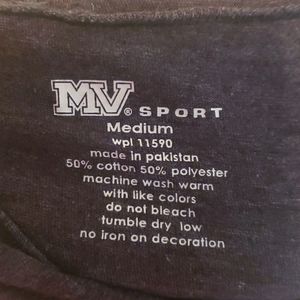 MV® SPORT
Medium
wpl 11590
made in pakistan
50% cotton 50% polyester
machine wash warm
with like colors
do not bleach
tumble dry low
no iron on decoration